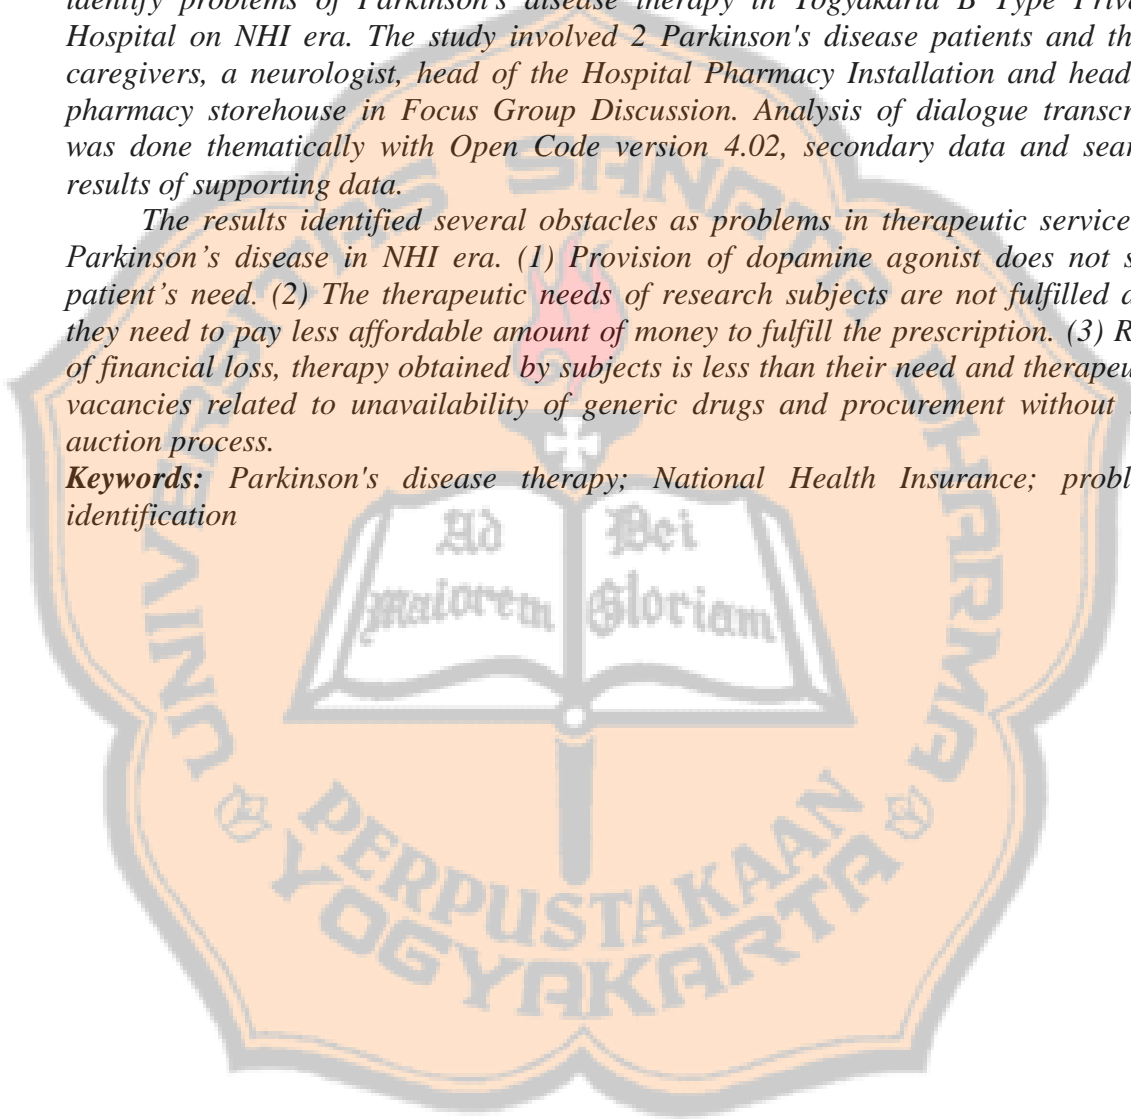 identify problems of Parkinson's disease therapy in Yogyakarta B Type
Hospital on NHI era. The study involved 2 Parkinson's disease patients and
caregivers, a neurologist, head of the Hospital Pharmacy Installation and head
pharmacy storehouse in Focus Group Discussion. Analysis of dialogue
was done thematically with Open Code version 4.02, secondary data and
results of supporting data.
The results identified several obstacles as problems in therapeutic service
Parkinson's disease in NHI era. (1) Provision of dopamine agonist does not
patient's need. (2) The therapeutic needs of research subjects are not fulfilled
they need to pay less affordable amount of money to fulfill the prescription. (3)
of financial loss, therapy obtained by subjects is less than their need and
vacancies related to unavailability of generic drugs and procurement without
auction process.
Keywords: Parkinson's disease therapy; National Health Insurance;
identification
UNIVERSITAS SANATA DHARMA
Ad Dei
maiorem Gloriam
PERPUSTAKAAN
YOGYAKARTA